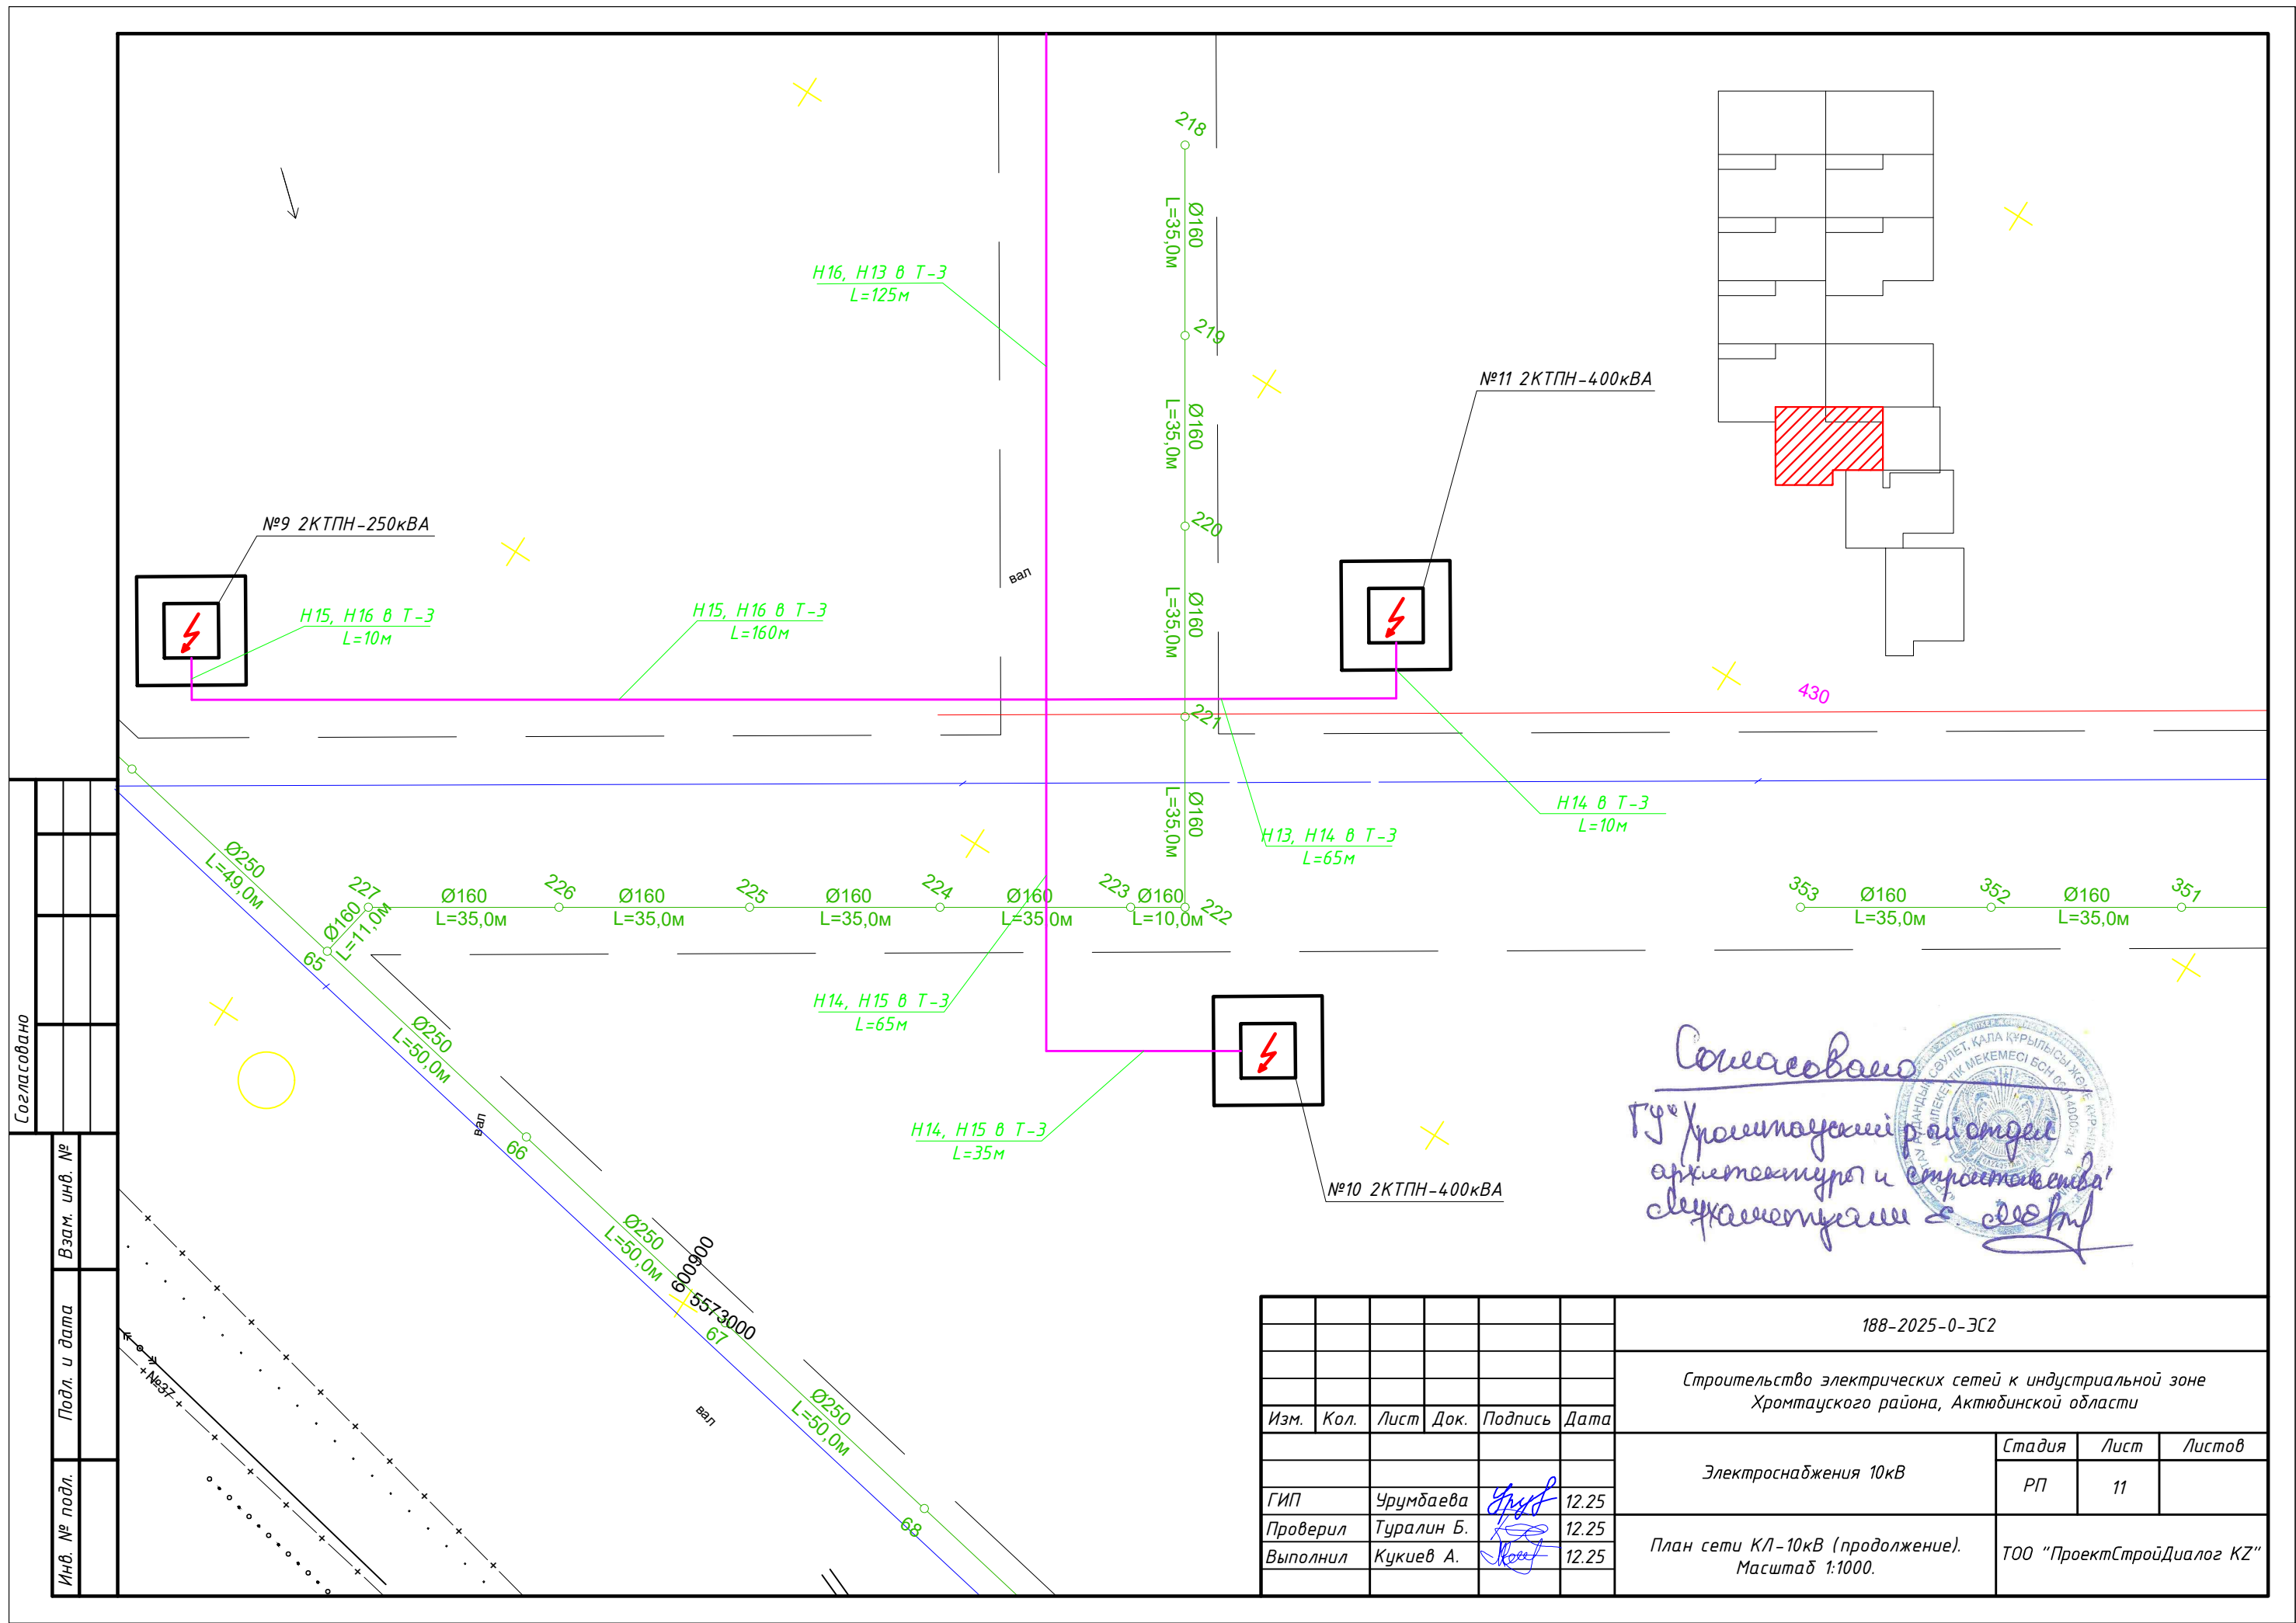 218
Ø160
L=35,0м
Н16, Н13 в Т-3
L=125м
219
№11 2КТПН-400кВА
Ø160
L=35,0м
№9 2КТПН-250кВА
220
вал
Н15, Н16 в Т-3
L=10м
Н15, Н16 в Т-3
L=160м
Ø160
L=35,0м
430
221
Н14 в Т-3
L=10м
Ø160
L=35,0м
Н13, Н14 в Т-3
L=65м
Ø250
L=49,0м
227
Ø160
L=35,0м
226
Ø160
L=35,0м
225
Ø160
L=35,0м
224
Ø160
L=35,0м
223
Ø160
L=10,0м
222
353
Ø160
L=35,0м
352
Ø160
L=35,0м
351
Ø160
L=11,0м
65
Н14, Н15 в Т-3
L=65м
Ø250
L=50,0м
вал
66
Н14, Н15 в Т-3
L=35м
№10 2КТПН-400кВА
Ø250
L=50,0м
600900
5573000
67
№37
Ø250
L=50,0м
вал
68
Согласовано
ГУ "Хромтауский рай отдел
архитектуры и строительства"
Согласовано
Взам. инв. №
Подл. и дата
Инв. № подл.
188-2025-0-ЭС2
Строительство электрических сетей к индустриальной зоне
Хромтауского района, Актюбинской области
Изм. Кол. Лист Док. Подпись Дата
Электроснабжения 10кВ
Стадия Лист Листов
РП 11
ГИП Урумбаева 12.25
Проверил Туралин Б. 12.25
Выполнил Кукиев А. 12.25
План сети КЛ-10кВ (продолжение).
Масштаб 1:1000.
ТОО "ПроектСтройДиалог KZ"